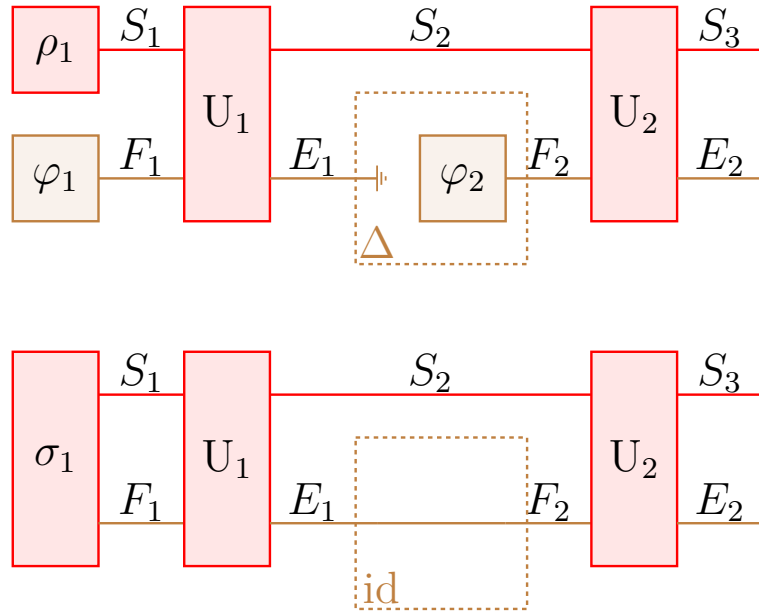 ρ₁ S₁ U₁ S₂ U₂ S₃
φ₁ F₁ E₁ φ₂ F₂ E₂
Δ
σ₁ S₁ U₁ S₂ U₂ S₃
F₁ E₁ F₂ E₂
id